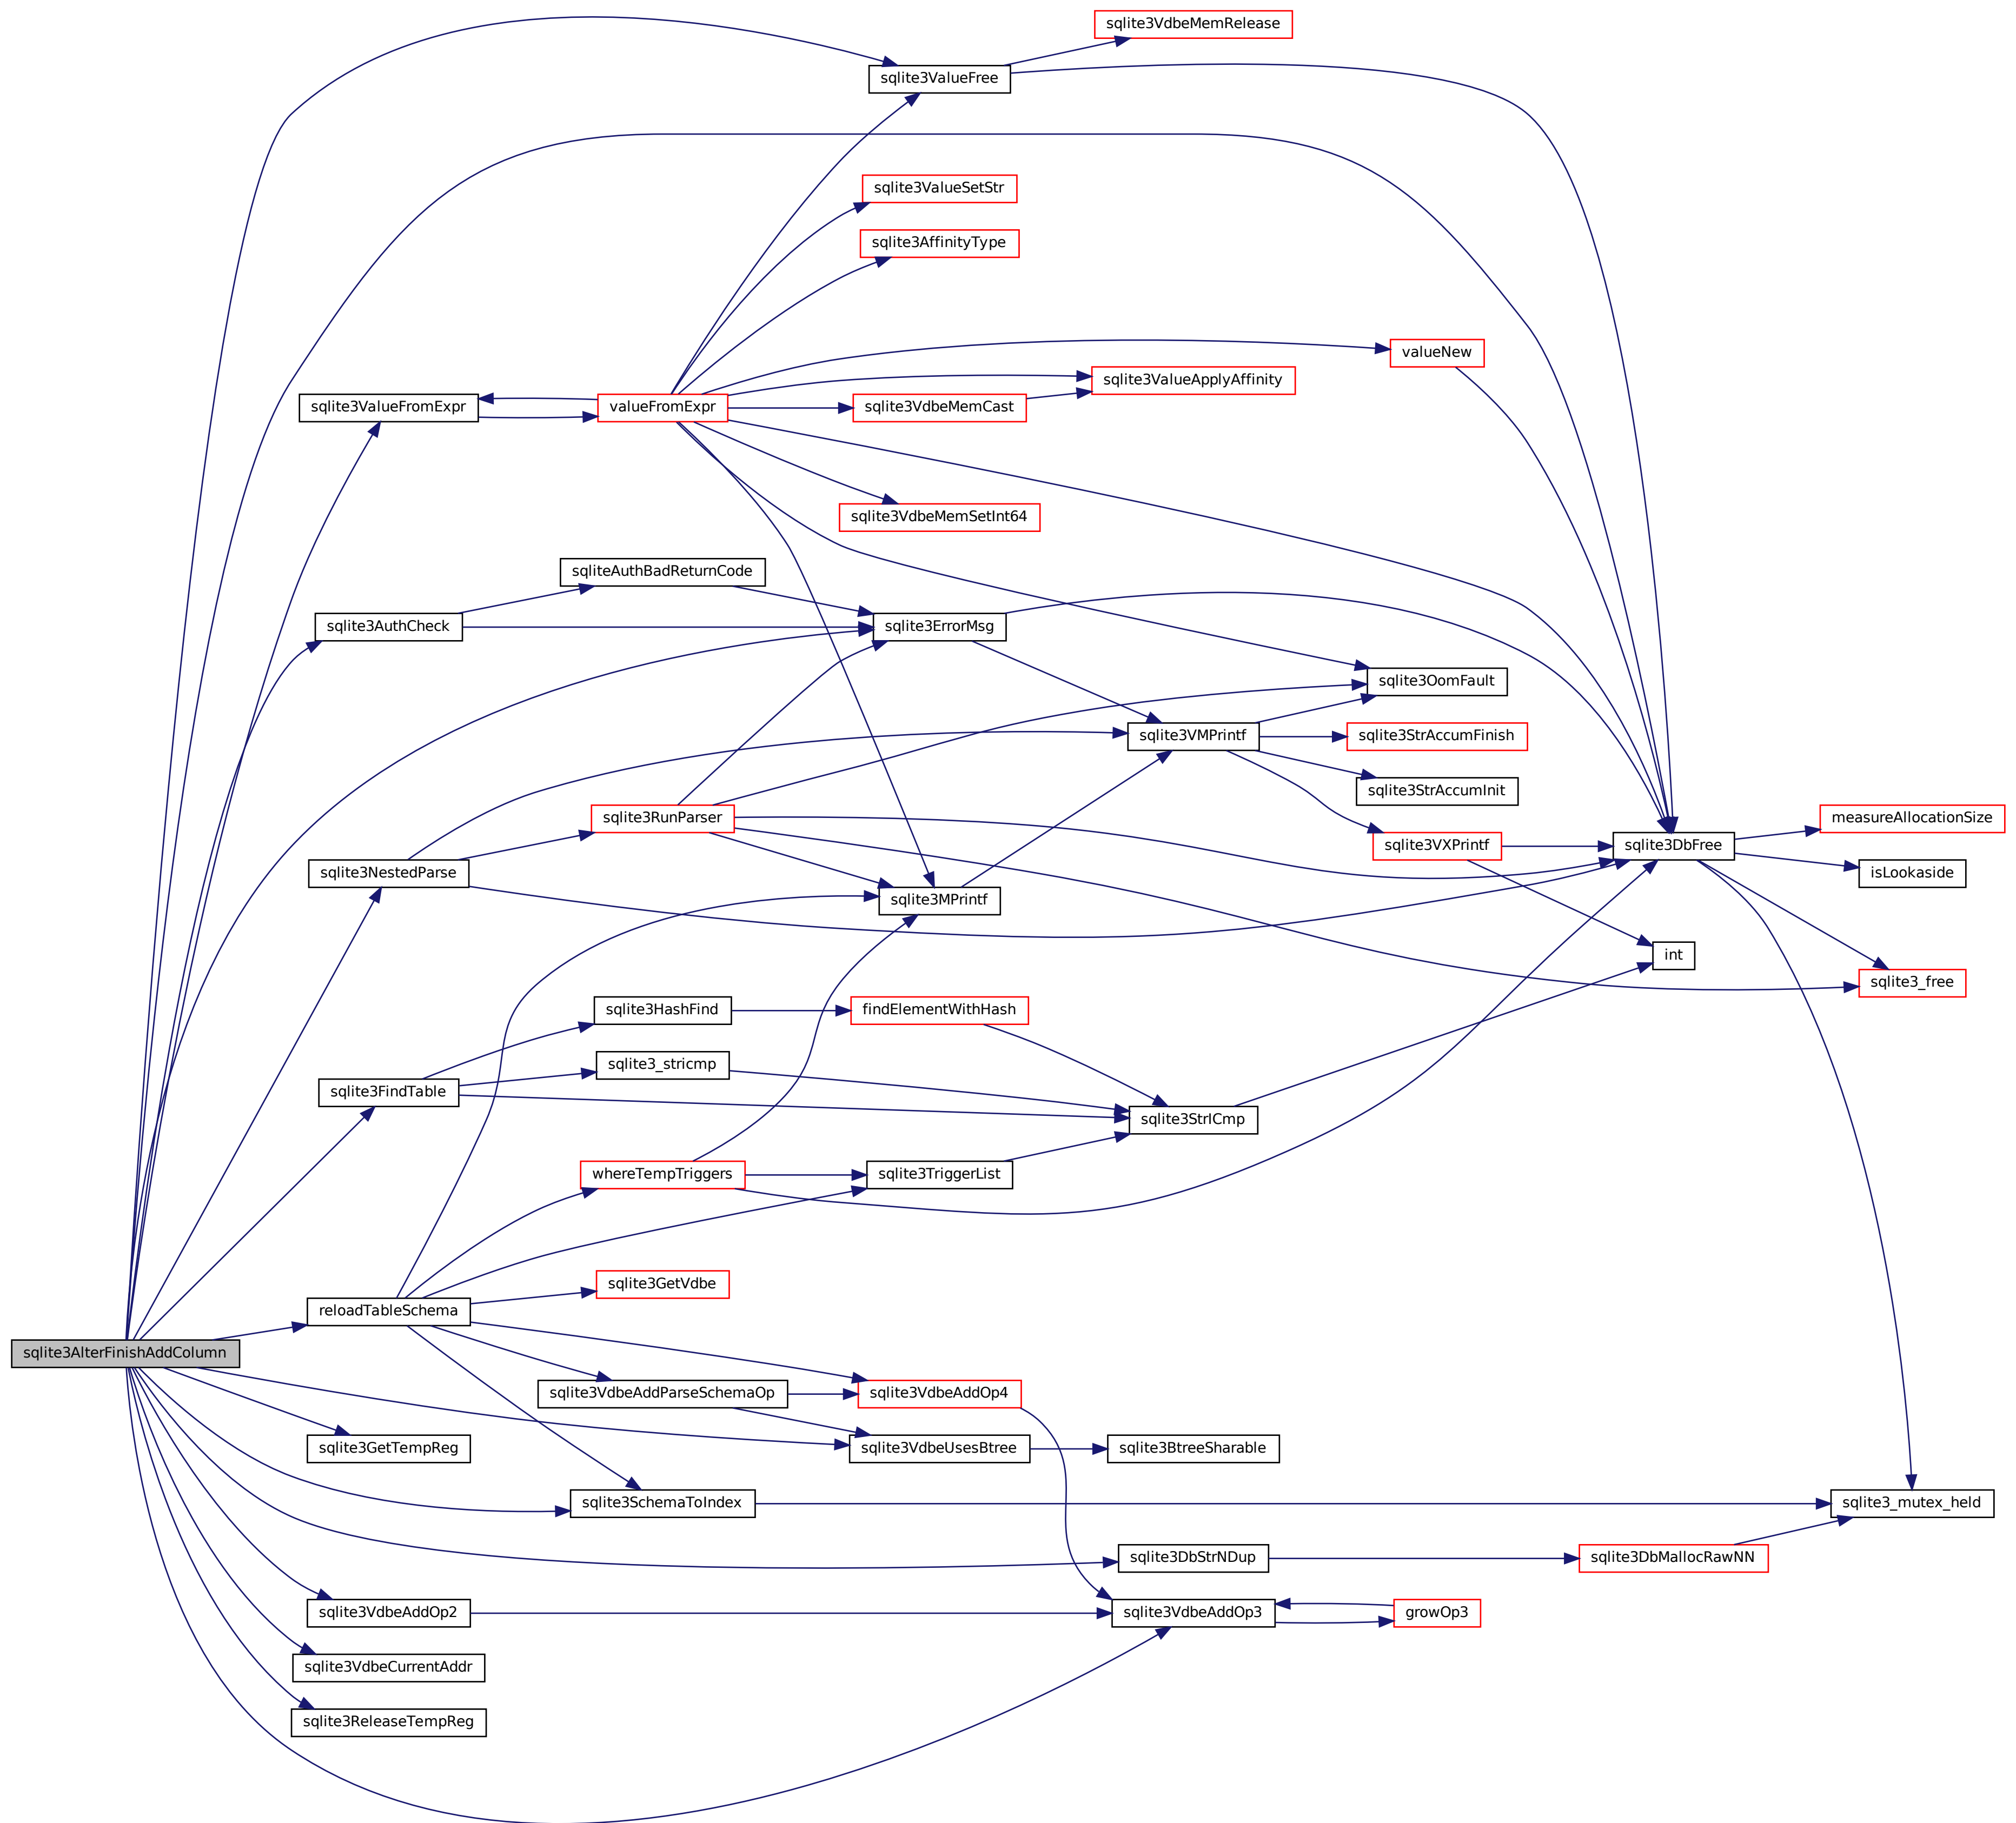 sqlite3VdbeMemRelease
sqlite3ValueFree
sqlite3ValueSetStr
sqlite3AffinityType
valueNew
sqlite3ValueApplyAffinity
sqlite3ValueFromExpr
valueFromExpr
sqlite3VdbeMemCast
sqlite3VdbeMemSetInt64
sqliteAuthBadReturnCode
sqlite3AuthCheck
sqlite3ErrorMsg
sqlite3OomFault
sqlite3VMPrintf
sqlite3StrAccumFinish
sqlite3StrAccumInit
sqlite3RunParser
measureAllocationSize
sqlite3VXPrintf
sqlite3DbFree
sqlite3NestedParse
isLookaside
sqlite3MPrintf
int
sqlite3_free
sqlite3HashFind
findElementWithHash
sqlite3_stricmp
sqlite3FindTable
sqlite3StrICmp
whereTempTriggers
sqlite3TriggerList
sqlite3GetVdbe
reloadTableSchema
sqlite3AlterFinishAddColumn
sqlite3VdbeAddParseSchemaOp
sqlite3VdbeAddOp4
sqlite3GetTempReg
sqlite3VdbeUsesBtree
sqlite3BtreeSharable
sqlite3SchemaToIndex
sqlite3_mutex_held
sqlite3DbStrNDup
sqlite3DbMallocRawNN
sqlite3VdbeAddOp2
sqlite3VdbeAddOp3
growOp3
sqlite3VdbeCurrentAddr
sqlite3ReleaseTempReg